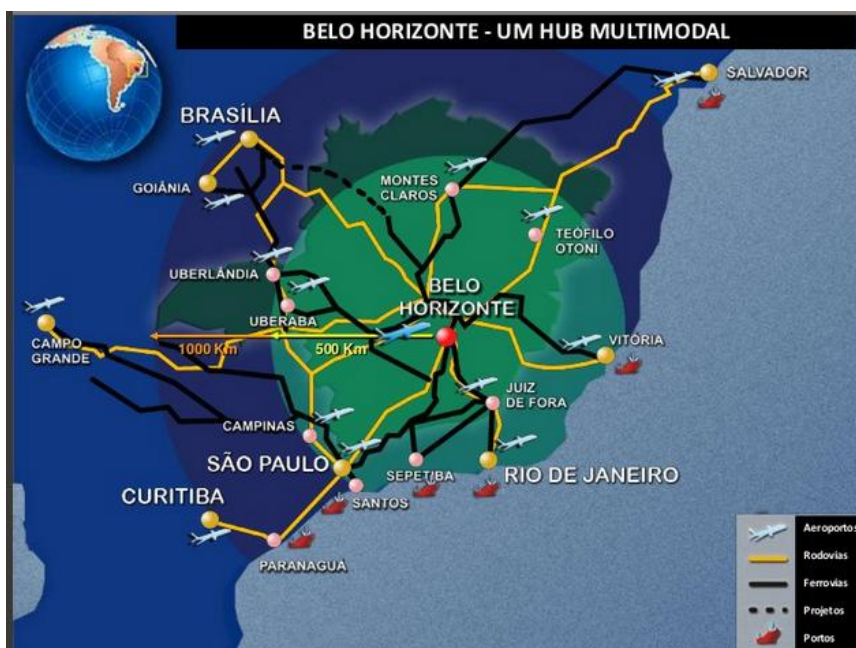 BELO HORIZONTE - UM HUB MULTIMODAL
SALVADOR
BRASÍLIA
GOIÂNIA
MONTES
CLAROS
TEÓFILO
OTONI
UBERLÂNDIA
BELO
HORIZONTE
UBERABA
CAMPO
GRANDE
1000 Km
500 Km
VITÓRIA
JUIZ
DE FORA
CAMPINAS
SÃO PAULO
SEPETIBA
RIO DE JANEIRO
SANTOS
CURITIBA
PARANAGUÁ
Aeroportos
Rodovias
Ferrovias
Projetos
Portos